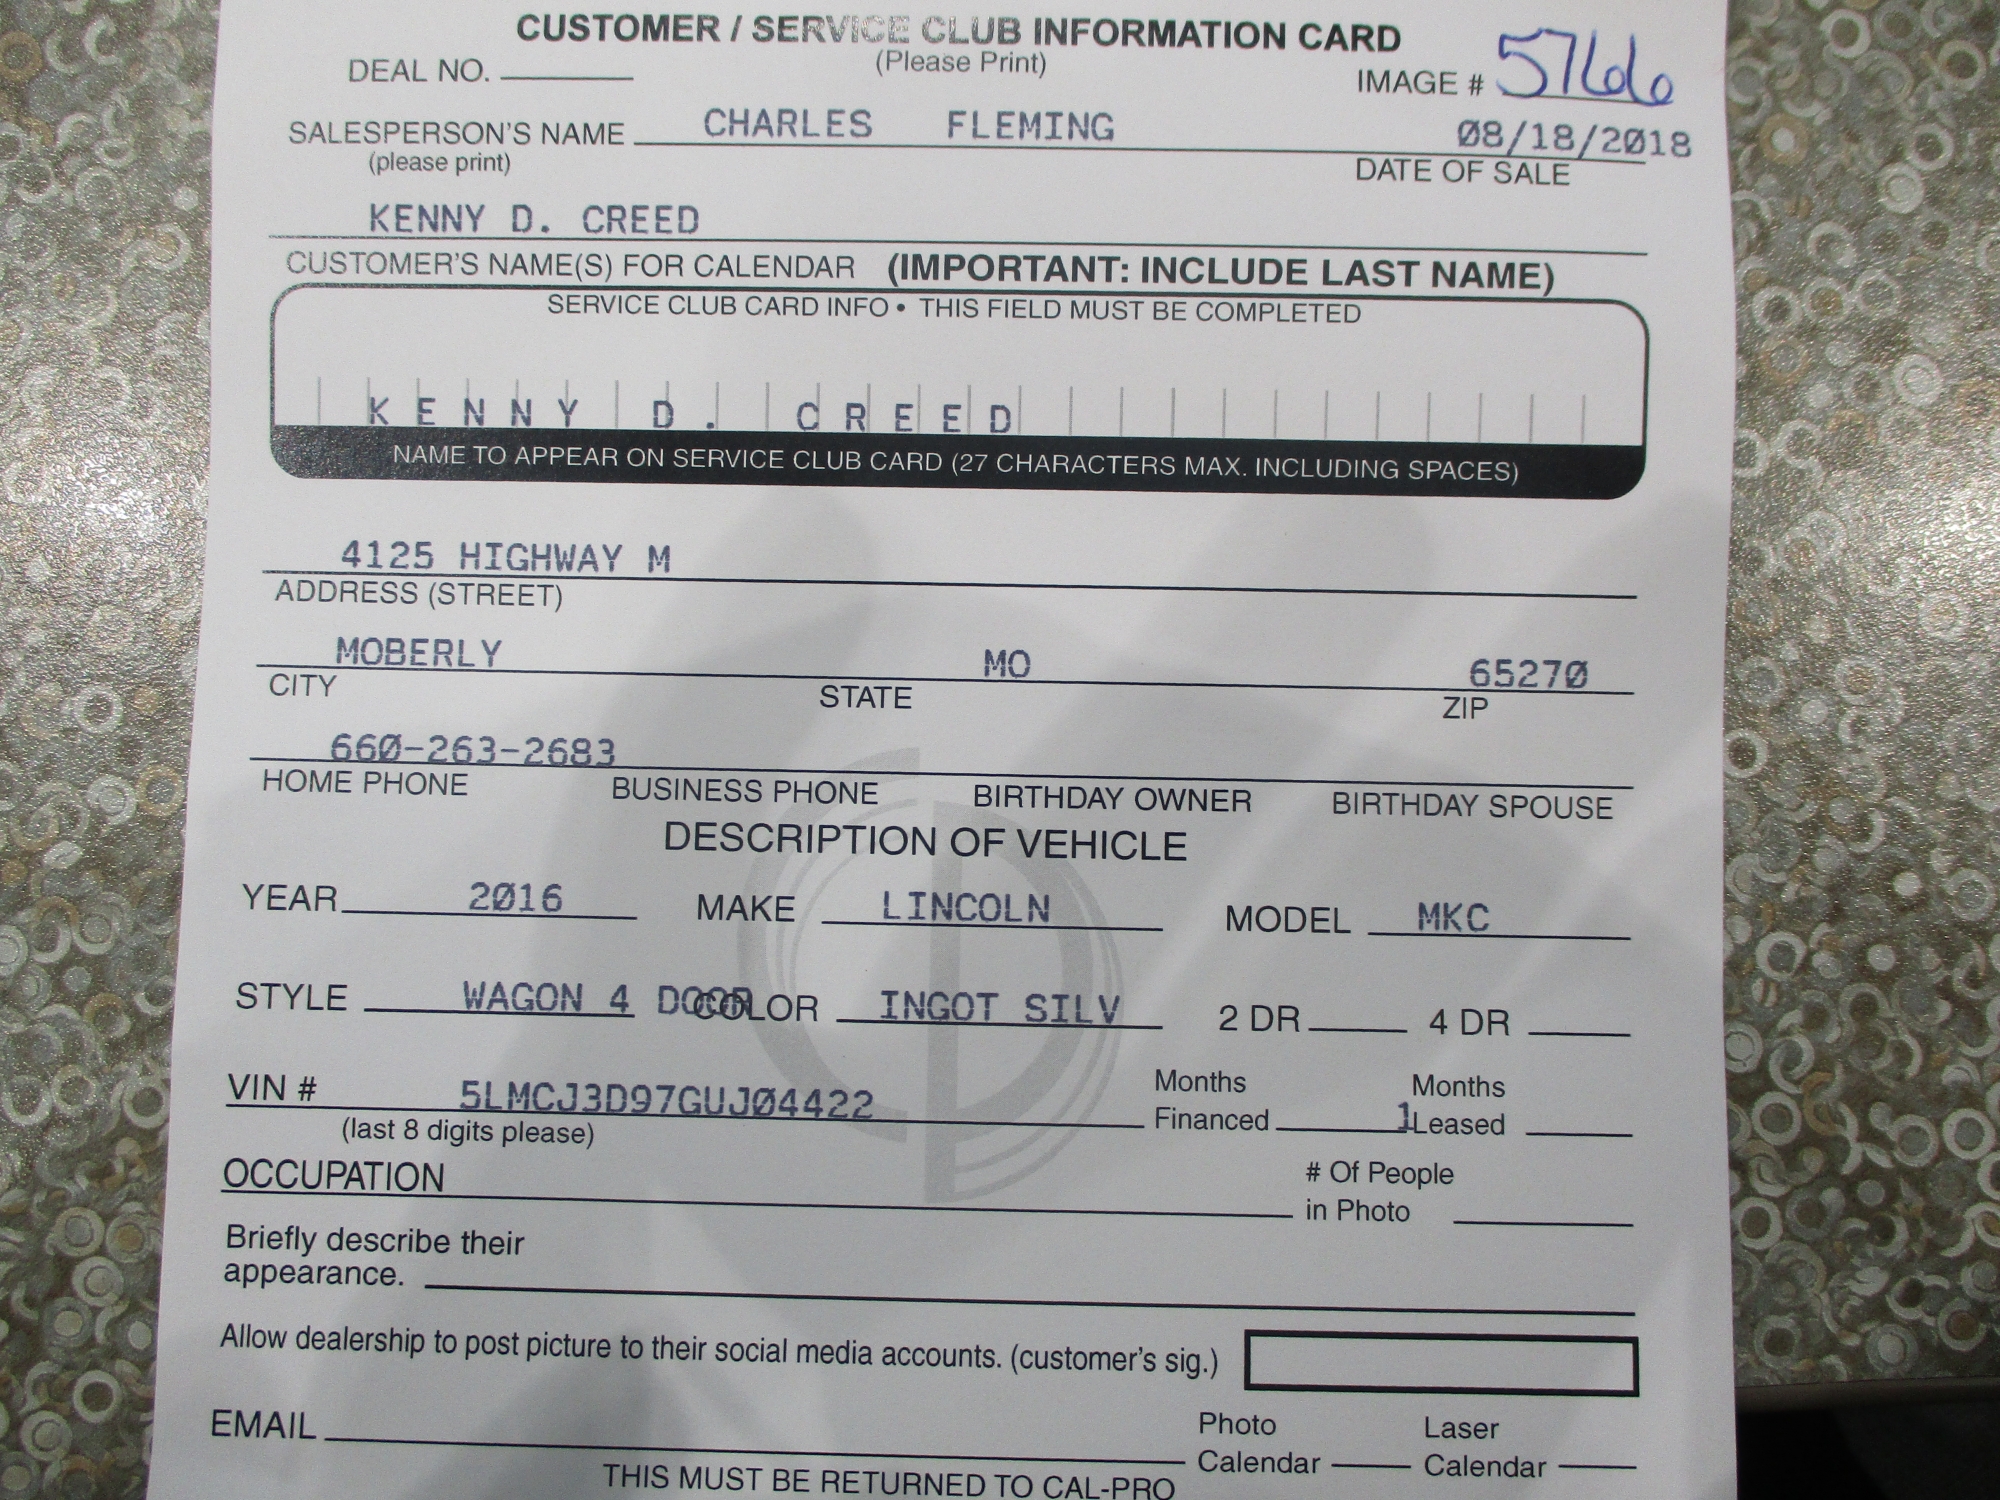 CUSTOMER / SERVICE CLUB INFORMATION CARD
(Please Print)
DEAL NO. IMAGE # 5766
SALESPERSON'S NAME CHARLES FLEMING 08/18/2018
(please print) DATE OF SALE
KENNY D. CREED
CUSTOMER'S NAME(S) FOR CALENDAR (IMPORTANT: INCLUDE LAST NAME)
SERVICE CLUB CARD INFO • THIS FIELD MUST BE COMPLETED
KENNY D. CREED
NAME TO APPEAR ON SERVICE CLUB CARD (27 CHARACTERS MAX. INCLUDING SPACES)
4125 HIGHWAY M
ADDRESS (STREET)
MOBERLY MO 65270
CITY STATE ZIP
660-263-2683
HOME PHONE BUSINESS PHONE BIRTHDAY OWNER BIRTHDAY SPOUSE
DESCRIPTION OF VEHICLE
YEAR 2016 MAKE LINCOLN MODEL MKC
STYLE WAGON 4 DOOR COLOR INGOT SILV 2 DR 4 DR
VIN # 5LMCJ3D97GUJ04422 Months Financed 1 Months Leased
(last 8 digits please)
OCCUPATION # Of People in Photo
Briefly describe their
appearance.
Allow dealership to post picture to their social media accounts. (customer's sig.)
EMAIL Photo Calendar Laser Calendar
THIS MUST BE RETURNED TO CAL-PRO